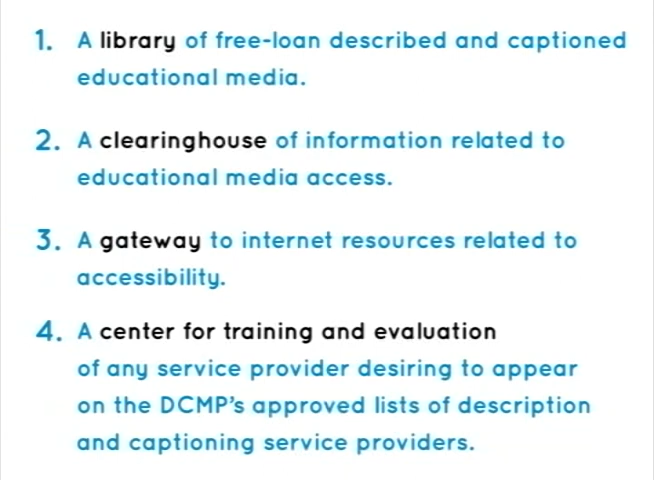 1. A library of free-loan described and captioned
educational media.
2. A clearinghouse of information related to
educational media access.
3. A gateway to internet resources related to
accessibility.
4. A center for training and evaluation
of any service provider desiring to appear
on the DCMP's approved lists of description
and captioning service providers.